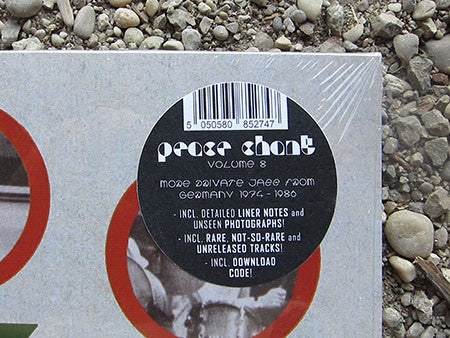 5 050580 852747
peace chant
VOLUME 8
MORE PRIVATE JAZZ FROM
GERMANY 1974 - 1986
- INCL. DETAILED LINER NOTES and
UNSEEN PHOTOGRAPHS!
- INCL. RARE, NOT-SO-RARE and
UNRELEASED TRACKS!
- INCL. DOWNLOAD
CODE!